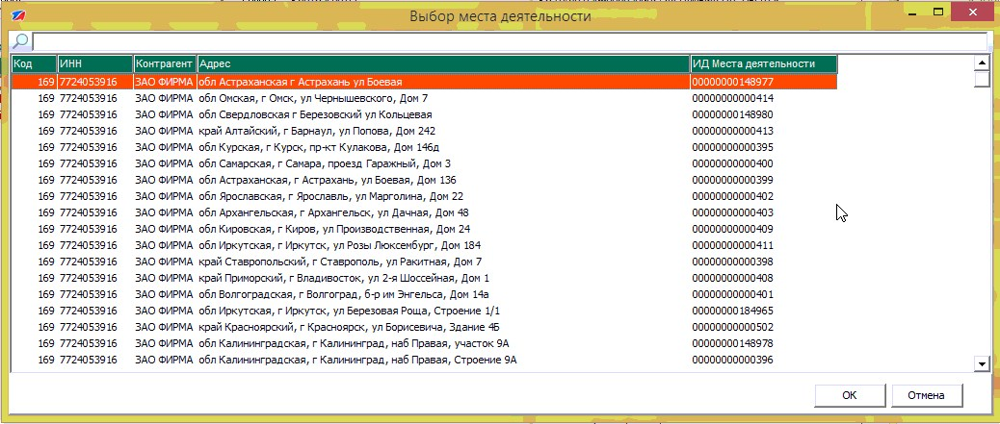 Выбор места деятельности
Код ИНН Контрагент Адрес ИД Места деятельности
169 7724053916 ЗАО ФИРМА обл Астраханская г Астрахань ул Боевая 00000000148977
169 7724053916 ЗАО ФИРМА обл Омская, г Омск, ул Чернышевского, Дом 7 00000000000414
169 7724053916 ЗАО ФИРМА обл Свердловская г Березовский ул Кольцевая 00000000148980
169 7724053916 ЗАО ФИРМА край Алтайский, г Барнаул, ул Попова, Дом 242 00000000000413
169 7724053916 ЗАО ФИРМА обл Курская, г Курск, пр-кт Кулакова, Дом 146д 00000000000395
169 7724053916 ЗАО ФИРМА обл Самарская, г Самара, проезд Гаражный, Дом 3 00000000000400
169 7724053916 ЗАО ФИРМА обл Астраханская, г Астрахань, ул Боевая, Дом 136 00000000000399
169 7724053916 ЗАО ФИРМА обл Ярославская, г Ярославль, ул Марголина, Дом 22 00000000000402
169 7724053916 ЗАО ФИРМА обл Архангельская, г Архангельск, ул Дачная, Дом 48 00000000000403
169 7724053916 ЗАО ФИРМА обл Кировская, г Киров, ул Производственная, Дом 24 00000000000409
169 7724053916 ЗАО ФИРМА обл Иркутская, г Иркутск, ул Розы Люксембург, Дом 184 00000000000411
169 7724053916 ЗАО ФИРМА край Ставропольский, г Ставрополь, ул Ракитная, Дом 7 00000000000398
169 7724053916 ЗАО ФИРМА край Приморский, г Владивосток, ул 2-я Шоссейная, Дом 1 00000000000408
169 7724053916 ЗАО ФИРМА обл Волгоградская, г Волгоград, б-р им Энгельса, Дом 14а 00000000000401
169 7724053916 ЗАО ФИРМА обл Иркутская, г Иркутск, ул Березовая Роща, Строение 1/1 00000000184965
169 7724053916 ЗАО ФИРМА край Красноярский, г Красноярск, ул Борисевича, Здание 4Б 00000000000502
169 7724053916 ЗАО ФИРМА обл Калининградская, г Калининград, наб Правая, участок 9А 00000000148978
169 7724053916 ЗАО ФИРМА обл Калининградская, г Калининград, наб Правая, Строение 9А 00000000000396
ОК Отмена